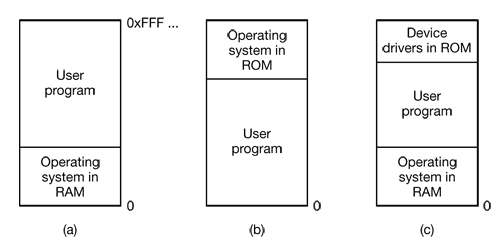 0xFFF ...
User
program
Operating
system in
RAM
0
(a)
Operating
system in
ROM
User
program
0
(b)
Device
drivers in ROM
User
program
Operating
system in
RAM
0
(c)